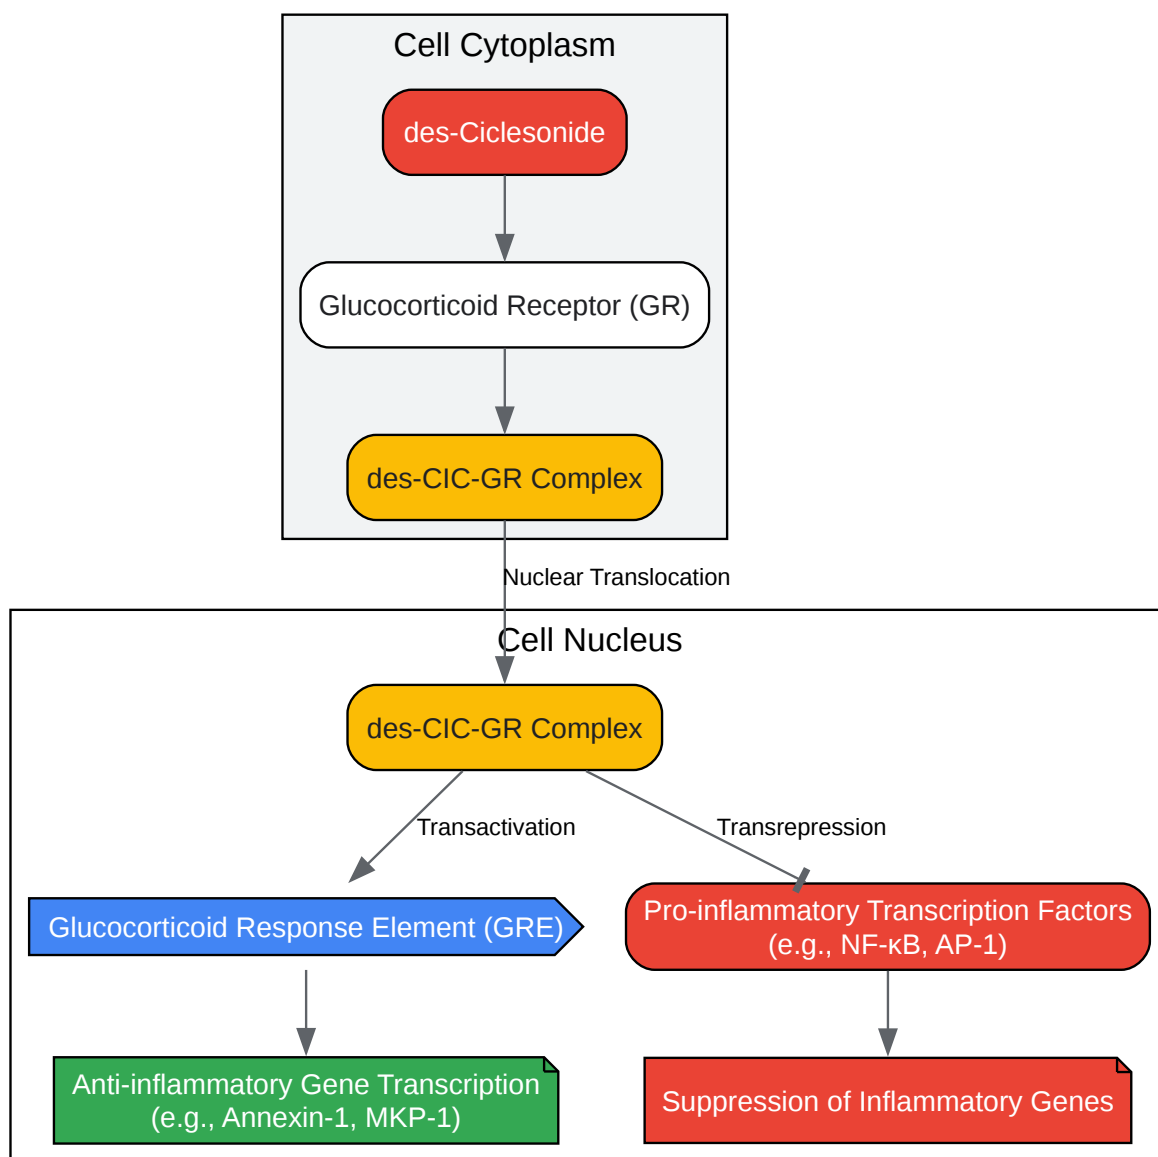 Cell Cytoplasm
des-Ciclesonide
Glucocorticoid Receptor (GR)
des-CIC-GR Complex
Nuclear Translocation
Cell Nucleus
des-CIC-GR Complex
Transactivation
Transrepression
Glucocorticoid Response Element (GRE)
Pro-inflammatory Transcription Factors
(e.g., NF-κB, AP-1)
Anti-inflammatory Gene Transcription
(e.g., Annexin-1, MKP-1)
Suppression of Inflammatory Genes